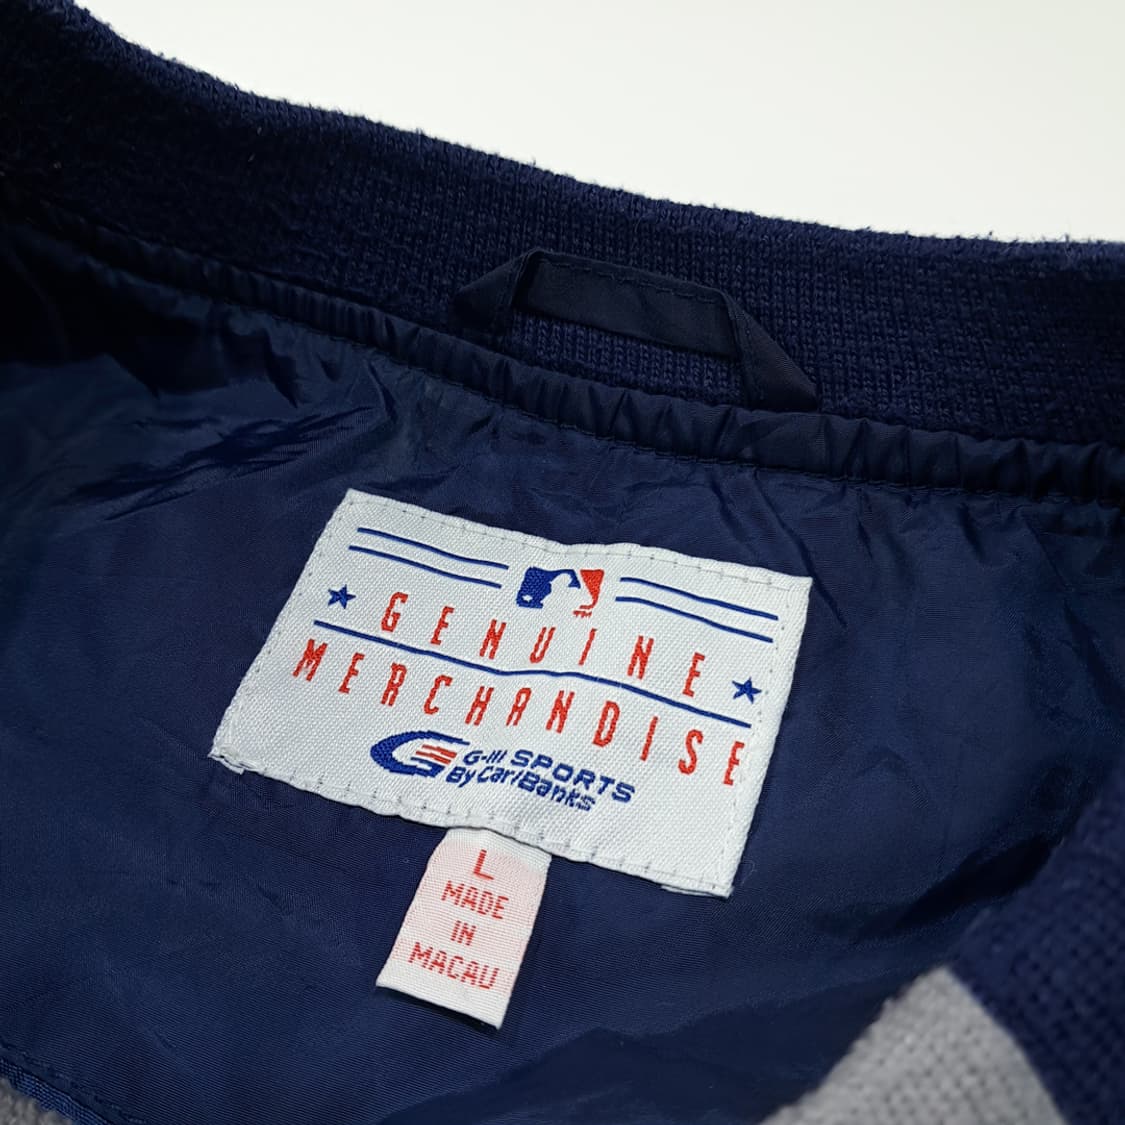 GENUINE
MERCHANDISE
G-III SPORTS
By Carl Banks
L
MADE
IN
MACAU